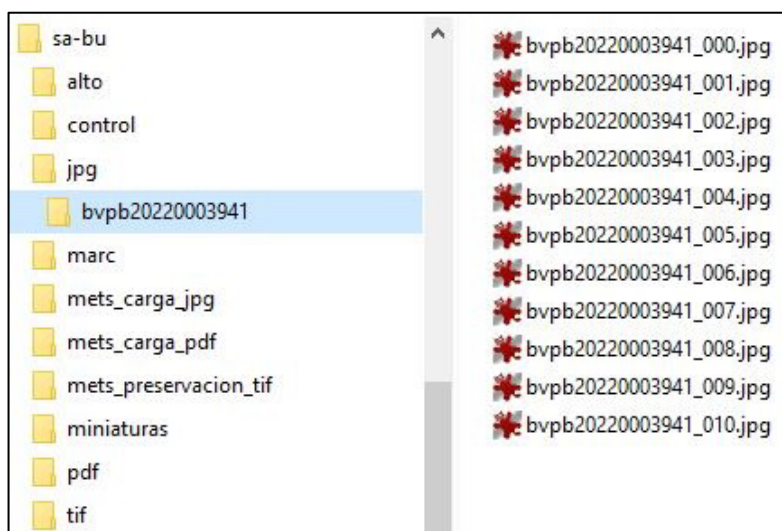 sa-bu
alto
control
jpg
bvpb20220003941
marc
mets_carga_jpg
mets_carga_pdf
mets_preservacion_tif
miniaturas
pdf
tif
bvpb20220003941_000.jpg
bvpb20220003941_001.jpg
bvpb20220003941_002.jpg
bvpb20220003941_003.jpg
bvpb20220003941_004.jpg
bvpb20220003941_005.jpg
bvpb20220003941_006.jpg
bvpb20220003941_007.jpg
bvpb20220003941_008.jpg
bvpb20220003941_009.jpg
bvpb20220003941_010.jpg